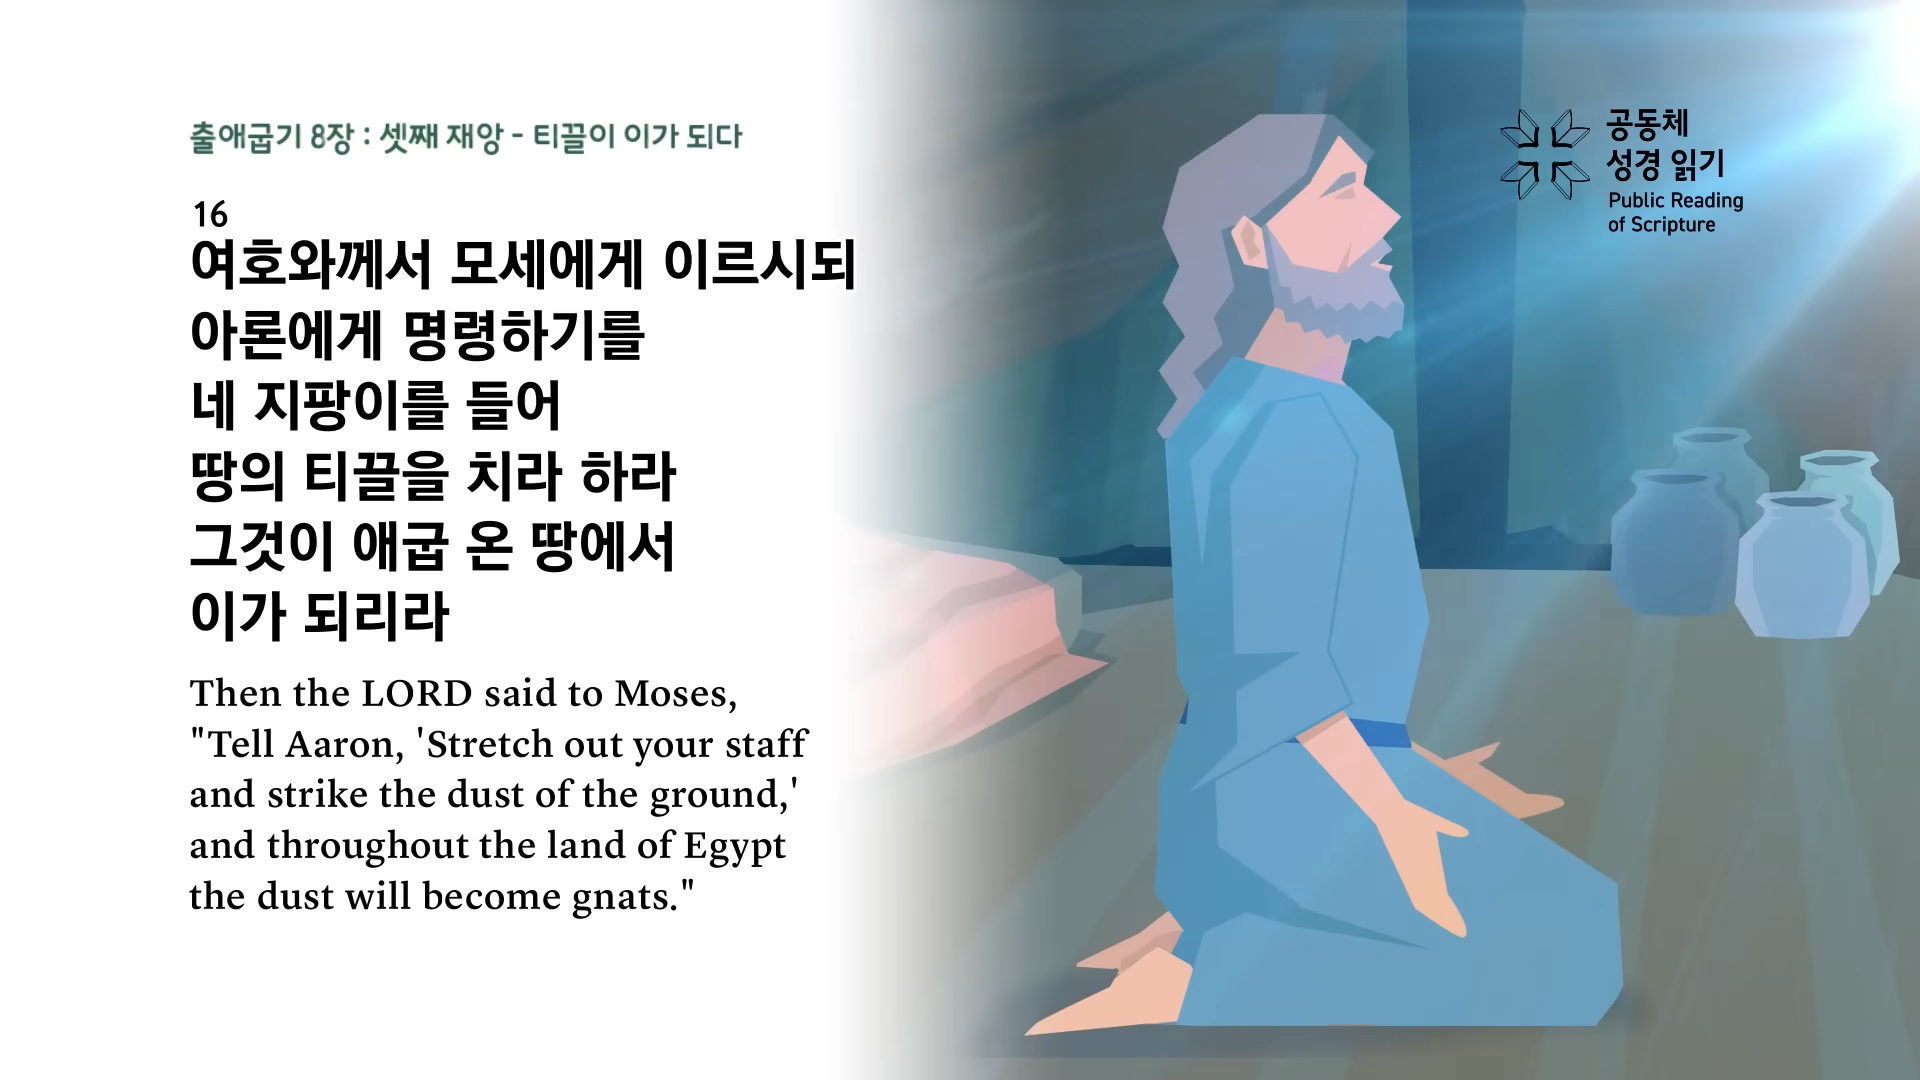 출애굽기 8장 : 셋째 재앙 - 티끌이 이가 되다
16
여호와께서 모세에게 이르시되
아론에게 명령하기를
네 지팡이를 들어
땅의 티끌을 치라 하라
그것이 애굽 온 땅에서
이가 되리라
Then the LORD said to Moses,
"Tell Aaron, 'Stretch out your staff
and strike the dust of the ground,'
and throughout the land of Egypt
the dust will become gnats."
공동체
성경 읽기
Public Reading
of Scripture